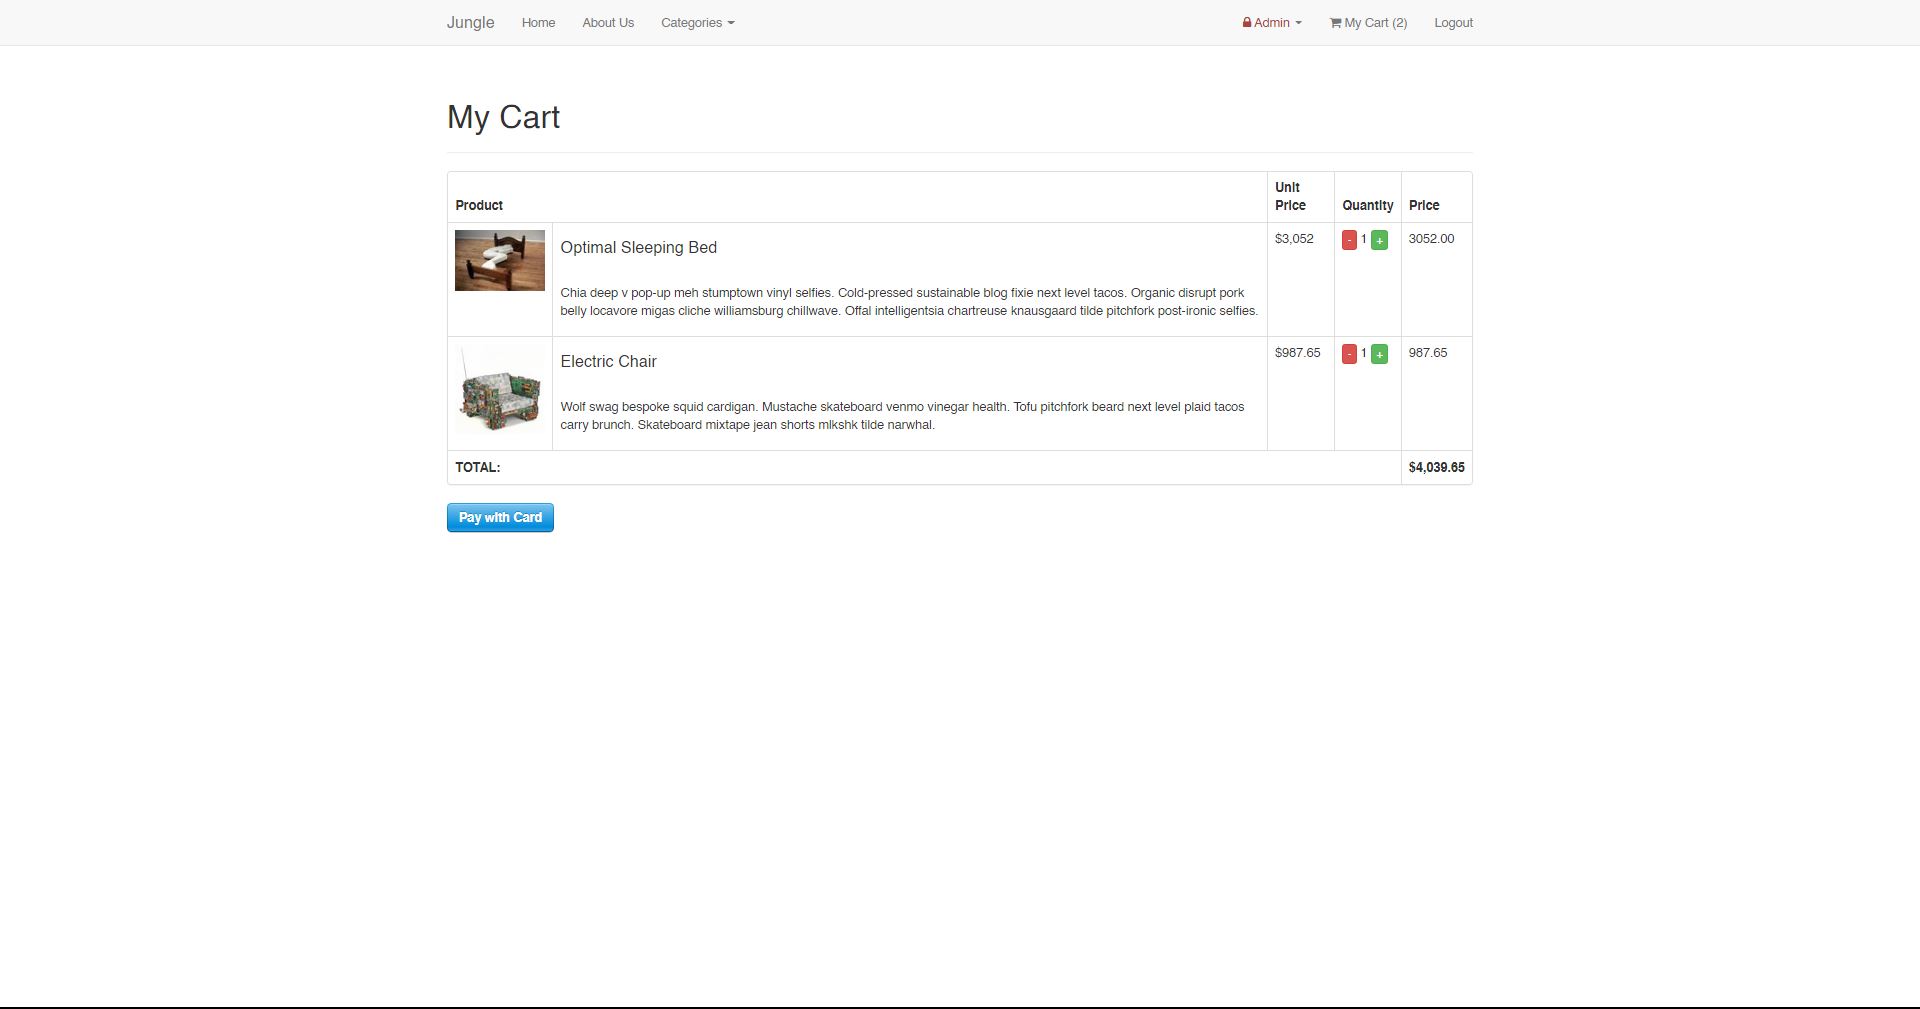 Jungle Home About Us Categories Admin My Cart (2) Logout
My Cart
Product Unit Price Quantity Price
Optimal Sleeping Bed $3,052 - 1 + 3052.00
Chia deep v pop-up meh stumptown vinyl selfies. Cold-pressed sustainable blog fixie next level tacos. Organic disrupt pork
belly locavore migas cliche williamsburg chillwave. Offal intelligentsia chartreuse knausgaard tilde pitchfork post-ironic selfies.
Electric Chair $987.65 - 1 + 987.65
Wolf swag bespoke squid cardigan. Mustache skateboard venmo vinegar health. Tofu pitchfork beard next level plaid tacos
carry brunch. Skateboard mixtape jean shorts mlkshk tilde narwhal.
TOTAL: $4,039.65
Pay with Card